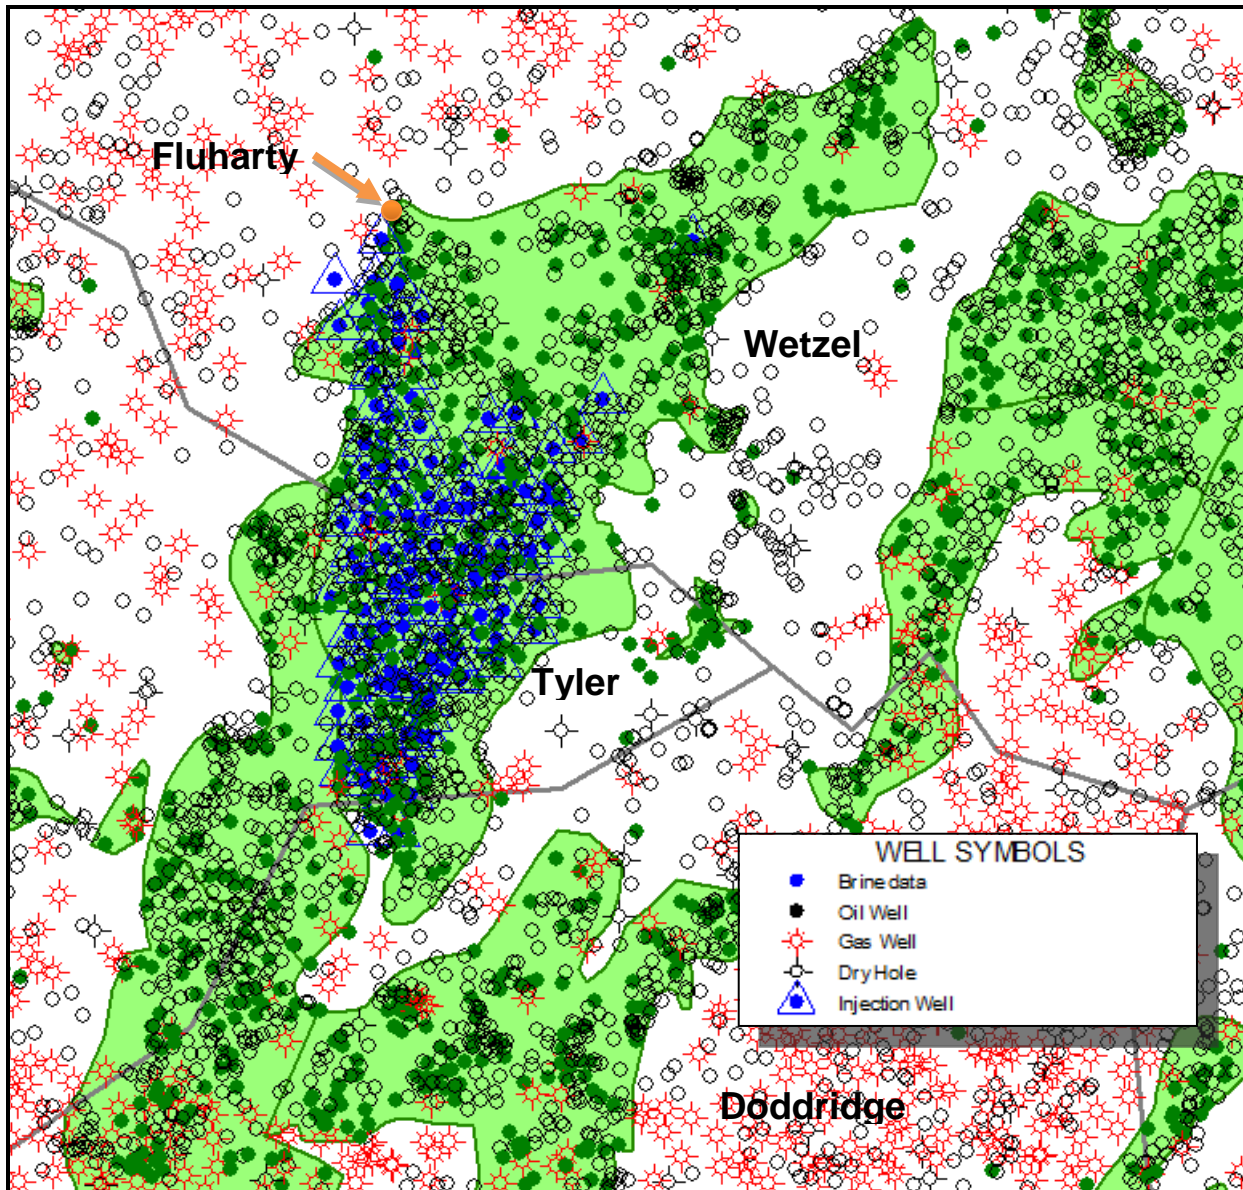 Fluharty
Wetzel
Tyler
WELL SYMBOLS
Brine data
Oil Well
Gas Well
Dry Hole
Injection Well
Doddridge